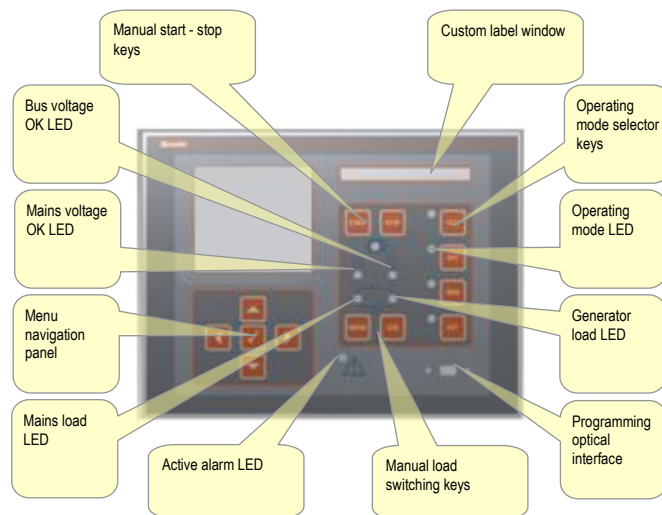 Manual start - stop
keys
Custom label window
Bus voltage
OK LED
Operating
mode selector
keys
Mains voltage
OK LED
Operating
mode LED
Menu
navigation
panel
Generator
load LED
Mains load
LED
Active alarm LED
Manual load
switching keys
Programming
optical
interface